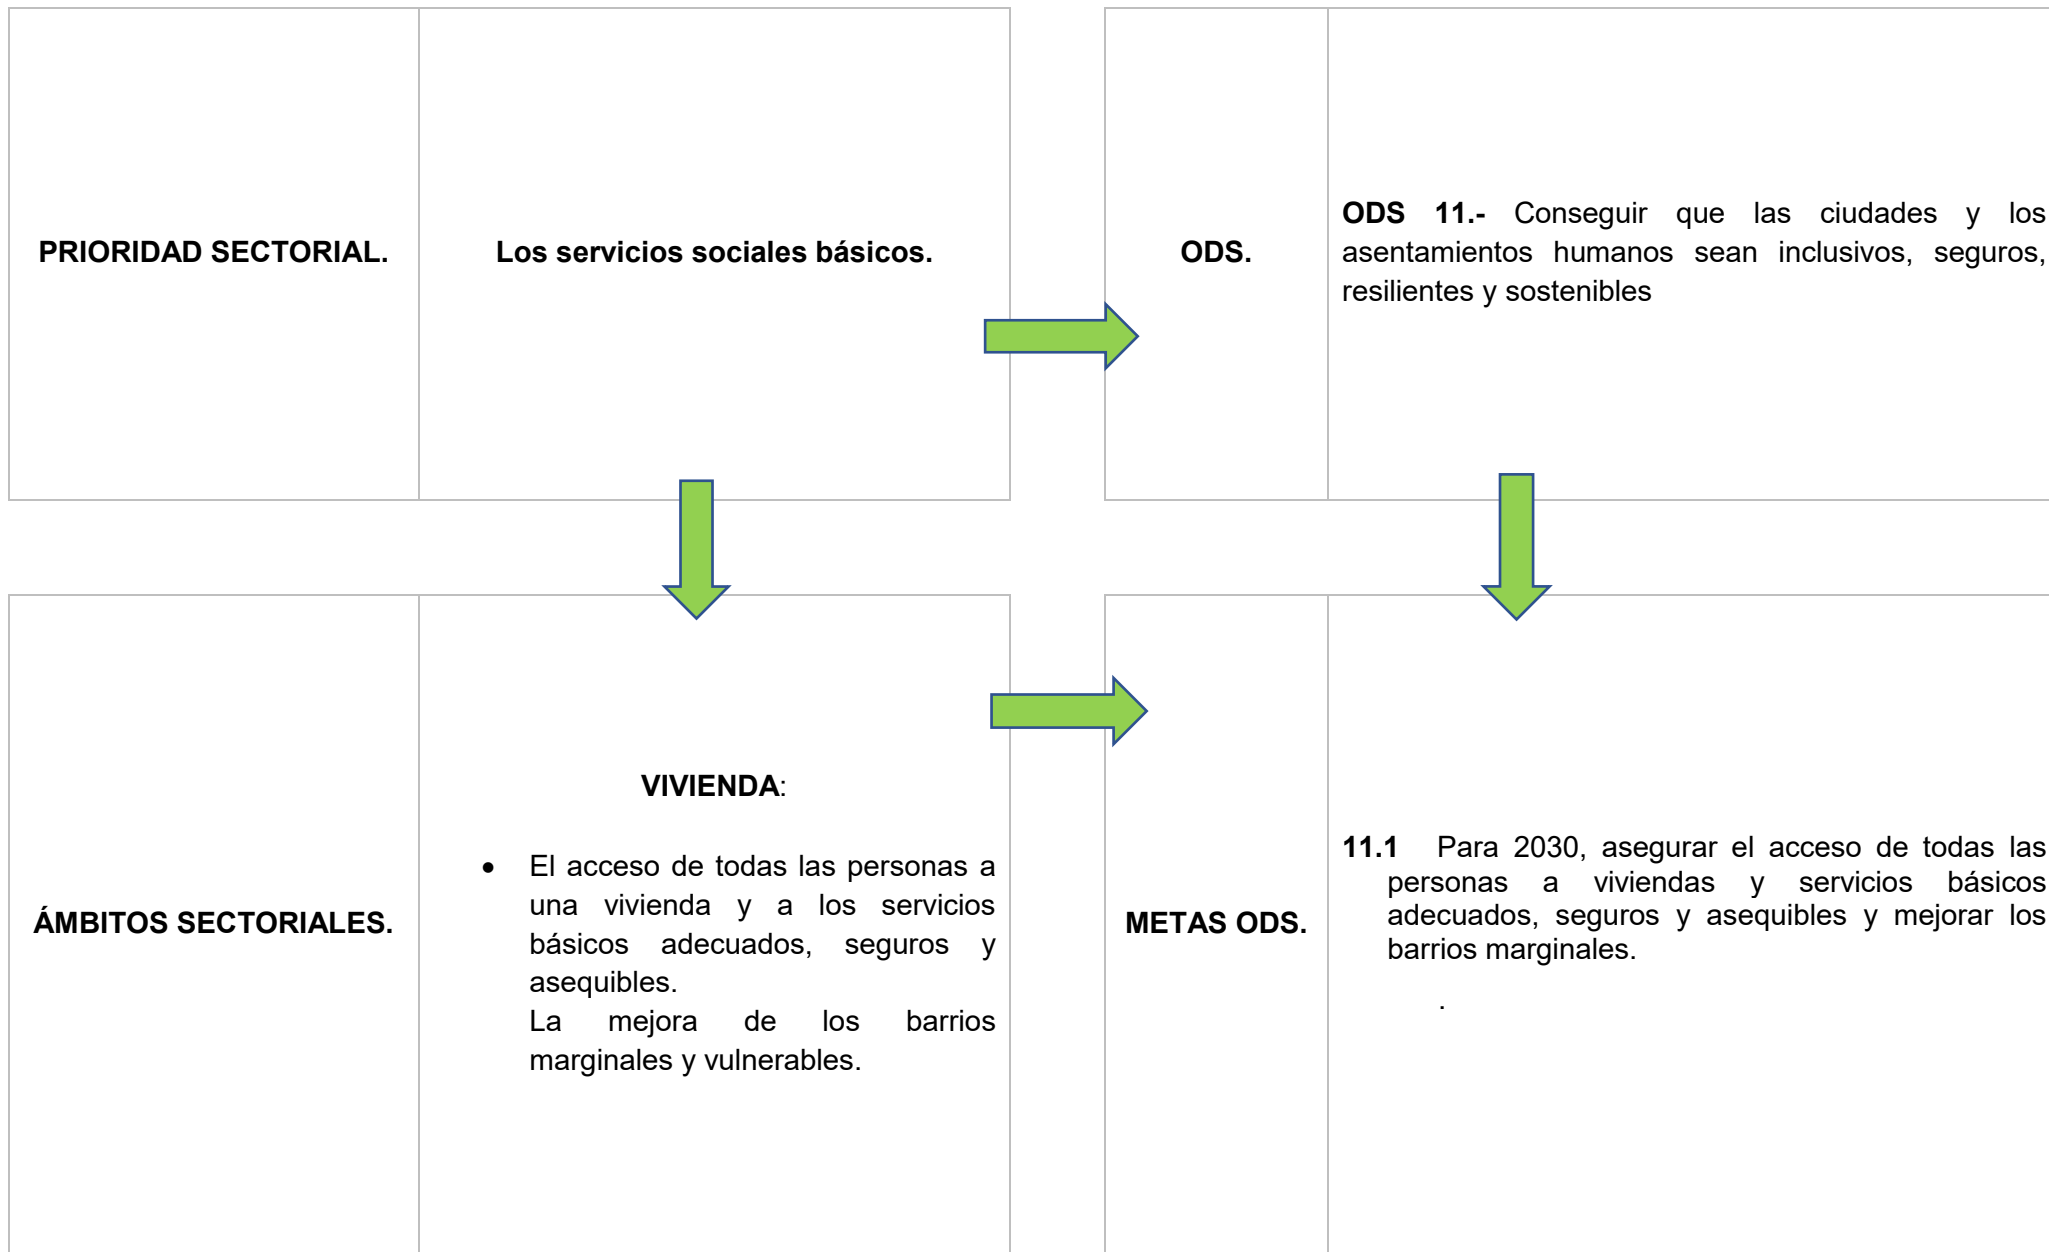 PRIORIDAD SECTORIAL.
Los servicios sociales básicos.
ODS.
ODS 11.- Conseguir que las ciudades y los
asentamientos humanos sean inclusivos, seguros,
resilientes y sostenibles
ÁMBITOS SECTORIALES.
VIVIENDA:
• El acceso de todas las personas a
una vivienda y a los servicios
básicos adecuados, seguros y
asequibles.
La mejora de los barrios
marginales y vulnerables.
METAS ODS.
11.1 Para 2030, asegurar el acceso de todas las
personas a viviendas y servicios básicos
adecuados, seguros y asequibles y mejorar los
barrios marginales.
.